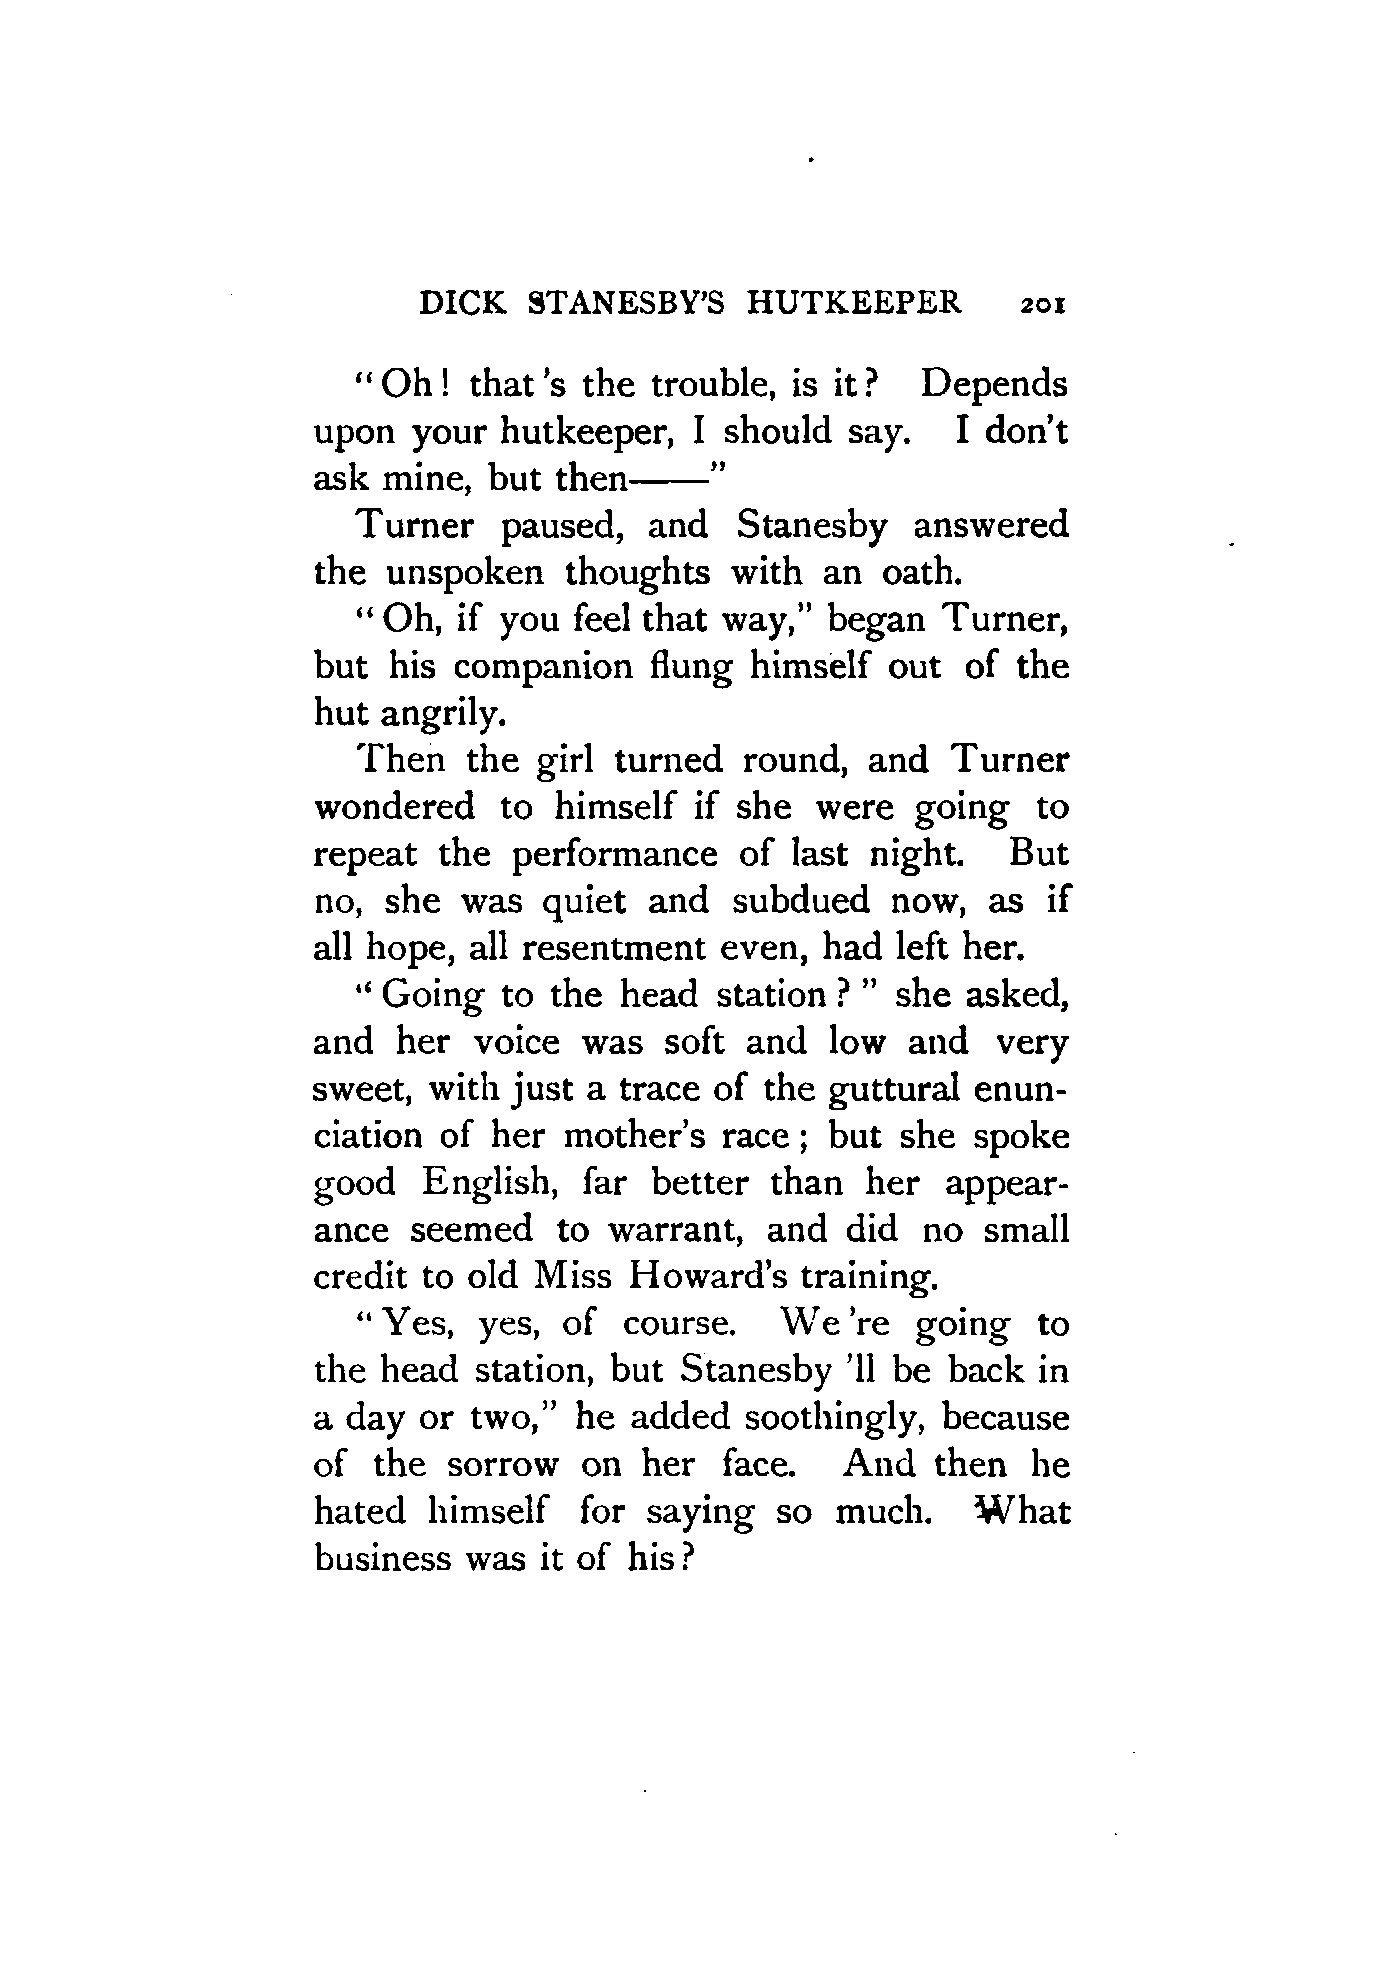 DICK STANESBY'S HUTKEEPER 201
"Oh! that's the trouble, is it? Depends
upon your hutkeeper, I should say. I don't
ask mine, but then——"
Turner paused, and Stanesby answered
the unspoken thoughts with an oath.
"Oh, if you feel that way," began Turner,
but his companion flung himself out of the
hut angrily.
Then the girl turned round, and Turner
wondered to himself if she were going to
repeat the performance of last night. But
no, she was quiet and subdued now, as if
all hope, all resentment even, had left her.
"Going to the head station?" she asked,
and her voice was soft and low and very
sweet, with just a trace of the guttural enun-
ciation of her mother's race; but she spoke
good English, far better than her appear-
ance seemed to warrant, and did no small
credit to old Miss Howard's training.
"Yes, yes, of course. We're going to
the head station, but Stanesby'll be back in
a day or two," he added soothingly, because
of the sorrow on her face. And then he
hated himself for saying so much. What
business was it of his?